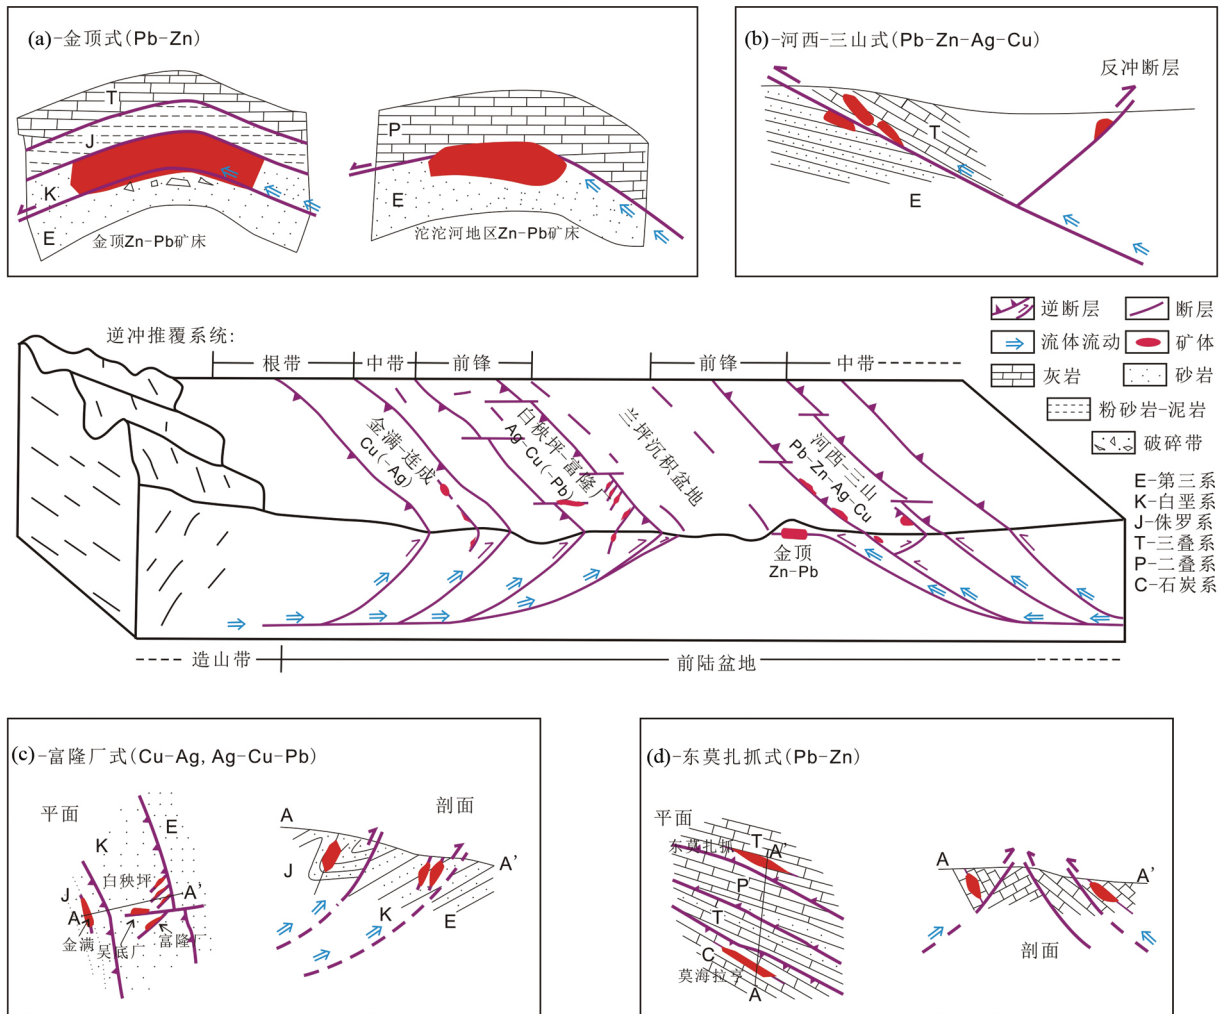 (a)-金顶式(Pb-Zn)
T
J
K
E
金顶Zn-Pb矿床
P
E
沱沱河地区Zn-Pb矿床
(b)-河西-三山式(Pb-Zn-Ag-Cu)
反冲断层
T
E
逆断层
断层
流体流动
矿体
灰岩
砂岩
粉砂岩-泥岩
破碎带
E-第三系
K-白垩系
J-侏罗系
T-三叠系
P-二叠系
C-石炭系
逆冲推覆系统:
根带
中带
前锋
前锋
中带
金满-连成
Cu(-Ag)
白秧坪-富隆厂
Ag-Cu(-Pb)
兰坪沉积盆地
河西-三山
Pb-Zn-Ag-Cu
金顶
Zn-Pb
造山带
前陆盆地
(c)-富隆厂式(Cu-Ag, Ag-Cu-Pb)
平面
剖面
K
E
J
白秧坪
A
A'
金满
吴底厂
富隆厂
A
J
K
E
A'
(d)-东莫扎抓式(Pb-Zn)
平面
东莫扎抓
T
A'
P
T
C
莫海拉亨
A
A
A'
剖面